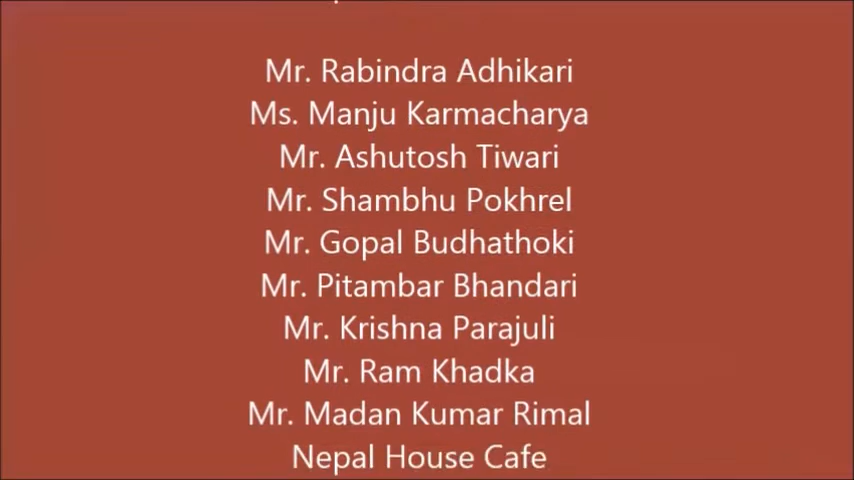 Mr. Rabindra Adhikari
Ms. Manju Karmacharya
Mr. Ashutosh Tiwari
Mr. Shambhu Pokhrel
Mr. Gopal Budhathoki
Mr. Pitambar Bhandari
Mr. Krishna Parajuli
Mr. Ram Khadka
Mr. Madan Kumar Rimal
Nepal House Cafe